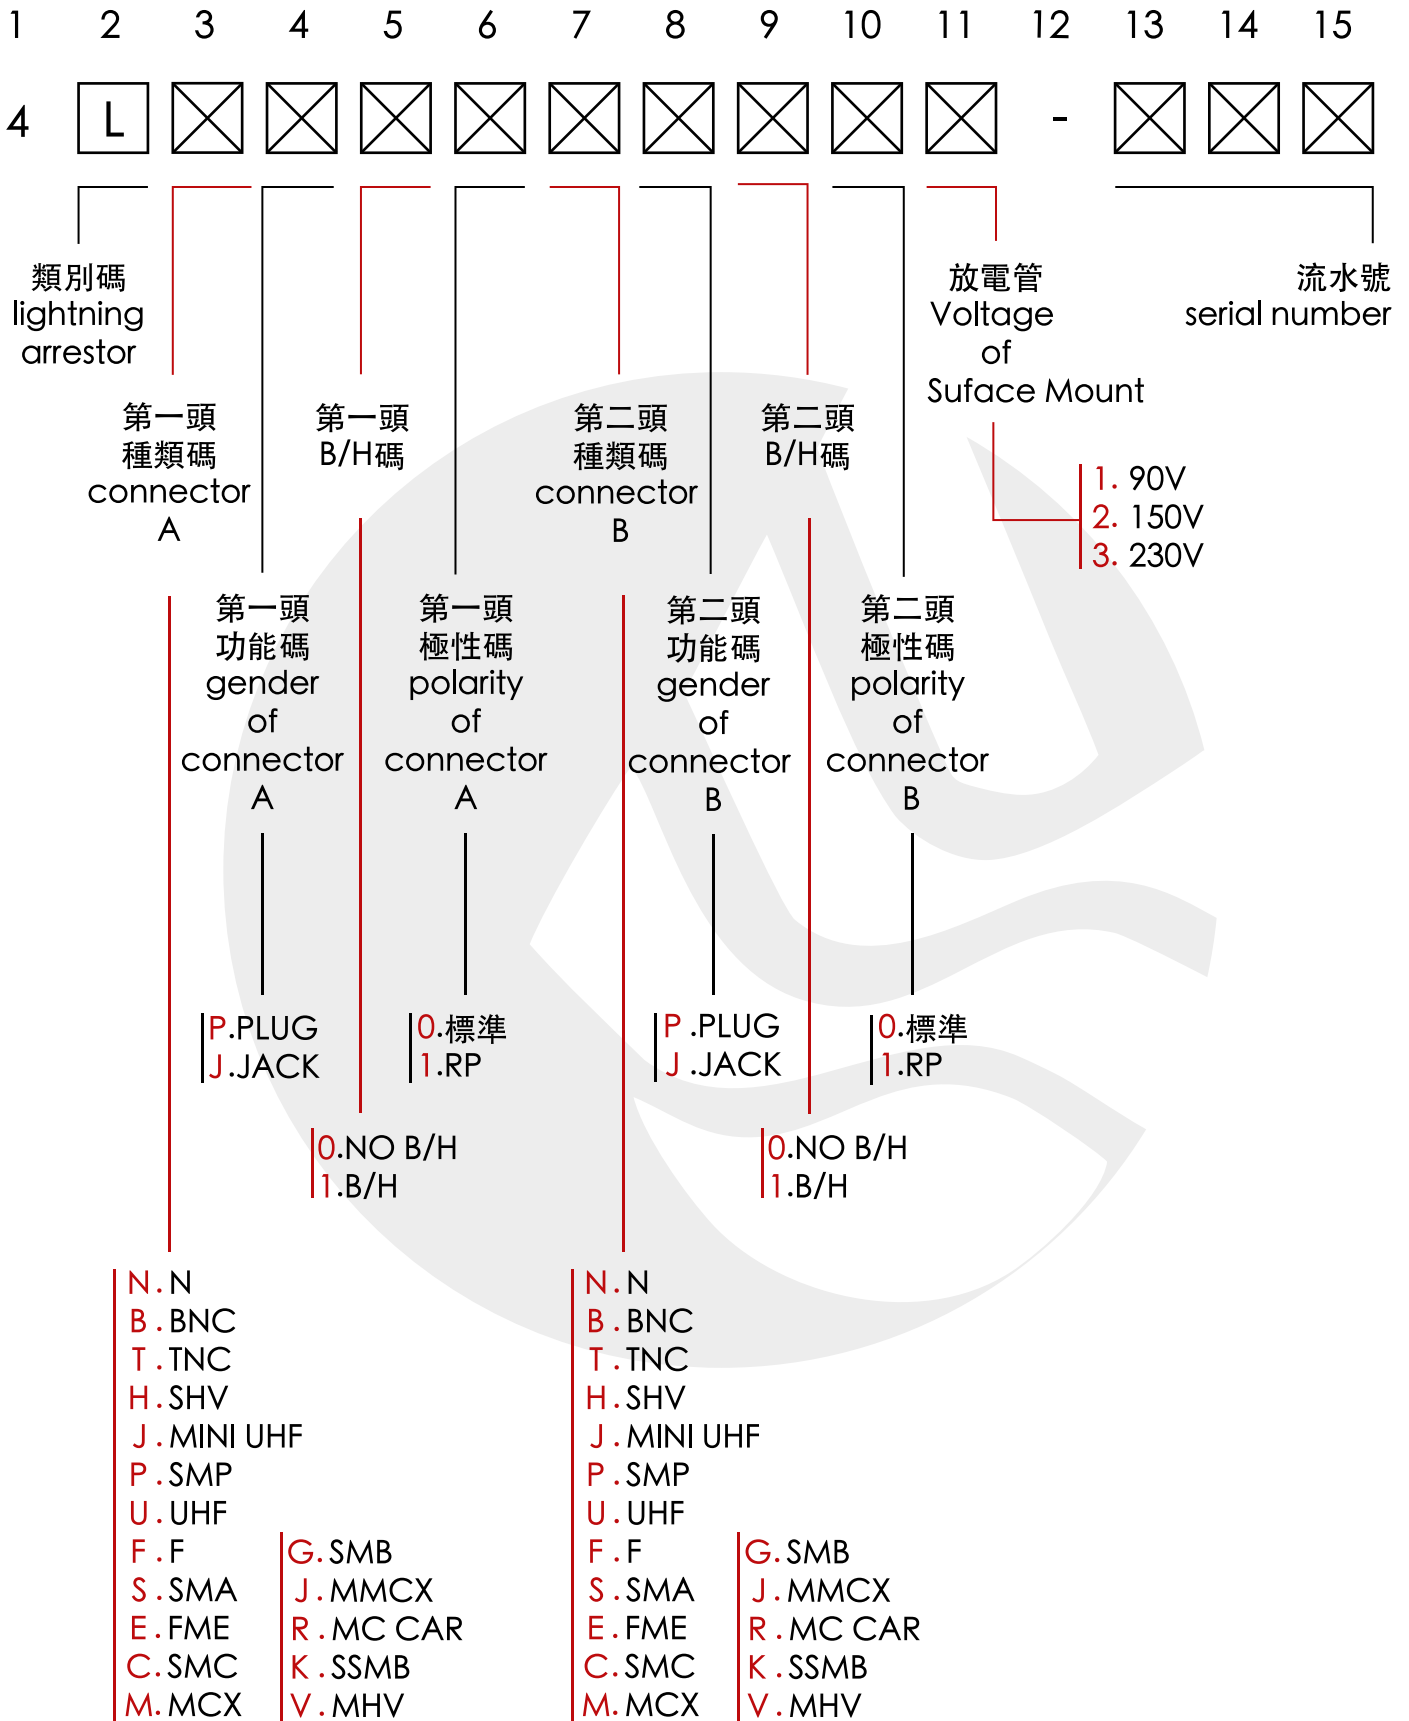 1 2 3 4 5 6 7 8 9 10 11 12 13 14 15
4 L -
類別碼
lightning
arrestor
第一頭
種類碼
connector
A
第一頭
功能碼
gender
of
connector
A
第一頭
B/H碼
第一頭
極性碼
polarity
of
connector
A
第二頭
種類碼
connector
B
第二頭
功能碼
gender
of
connector
B
第二頭
B/H碼
第二頭
極性碼
polarity
of
connector
B
放電管
Voltage
of
Suface Mount
1. 90V
2. 150V
3. 230V
流水號
serial number
P.PLUG
J.JACK
0.標準
1.RP
P.PLUG
J.JACK
0.標準
1.RP
0.NO B/H
1.B/H
0.NO B/H
1.B/H
N.N
B.BNC
T.TNC
H.SHV
J.MINI UHF
P.SMP
U.UHF
F.F
S.SMA
E.FME
C.SMC
M.MCX
G.SMB
J.MMCX
R.MC CAR
K.SSMB
V.MHV
N.N
B.BNC
T.TNC
H.SHV
J.MINI UHF
P.SMP
U.UHF
F.F
S.SMA
E.FME
C.SMC
M.MCX
G.SMB
J.MMCX
R.MC CAR
K.SSMB
V.MHV